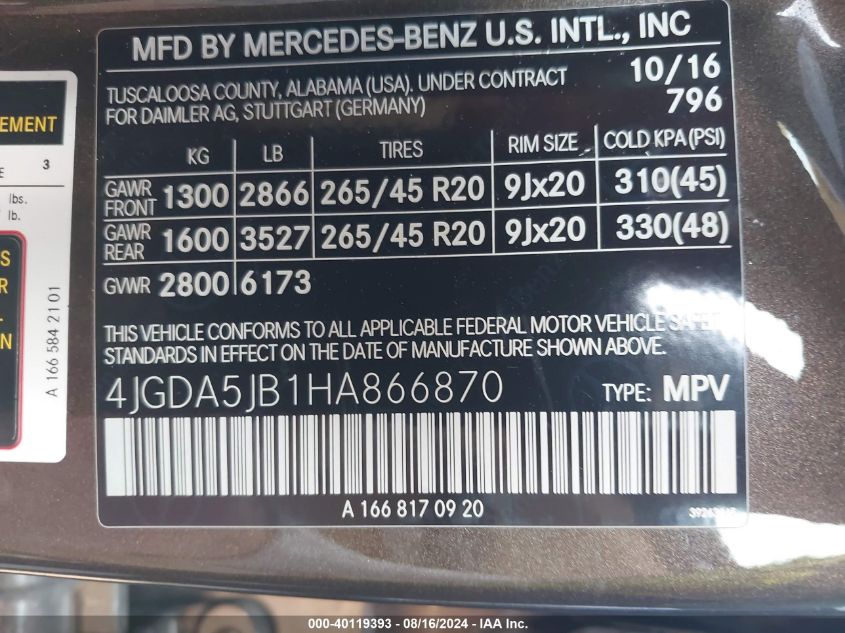 MFD BY MERCEDES-BENZ U.S. INTL., INC
TUSCALOOSA COUNTY, ALABAMA (USA). UNDER CONTRACT 10/16
FOR DAIMLER AG, STUTTGART (GERMANY) 796
KG LB TIRES RIM SIZE COLD KPA (PSI)
GAWR FRONT 1300 2866 265/45 R20 9Jx20 310(45)
GAWR REAR 1600 3527 265/45 R20 9Jx20 330(48)
GVWR 2800 6173
THIS VEHICLE CONFORMS TO ALL APPLICABLE FEDERAL MOTOR VEHICLE
STANDARDS IN EFFECT ON THE DATE OF MANUFACTURE SHOWN ABOVE.
4JGDA5JB1HA866870 TYPE: MPV
A 166 817 09 20
3
lbs.
lb.
A 166 584 21 01
000-40119393 - 08/16/2024 - IAA Inc.